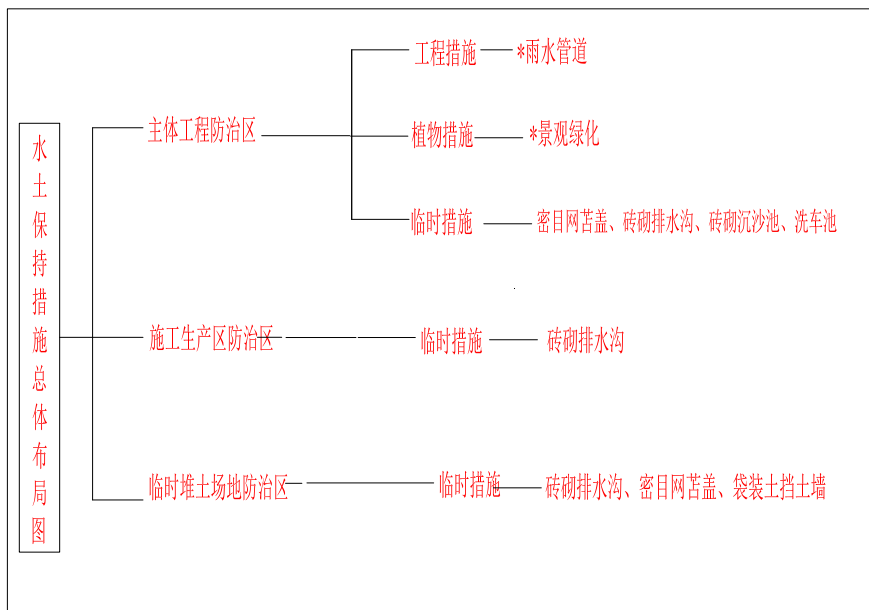 水土保持措施总体布局图
主体工程防治区
工程措施
*雨水管道
植物措施
*景观绿化
临时措施
密目网苫盖、砖砌排水沟、砖砌沉沙池、洗车池
施工生产区防治区
临时措施
砖砌排水沟
临时堆土场地防治区
临时措施
砖砌排水沟、密目网苫盖、袋装土挡土墙